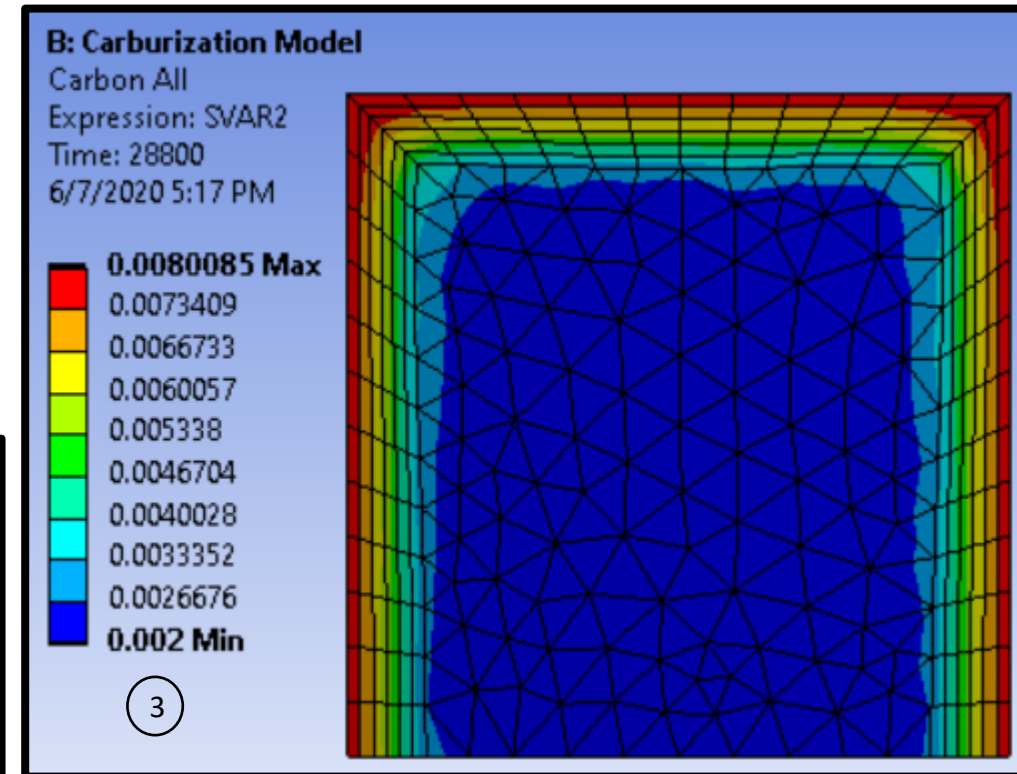 B: Carburization Model
Carbon All
Expression: SVAR2
Time: 28800
6/7/2020 5:17 PM
0.0080085 Max
0.0073409
0.0066733
0.0060057
0.005338
0.0046704
0.0040028
0.0033352
0.0026676
0.002 Min
3